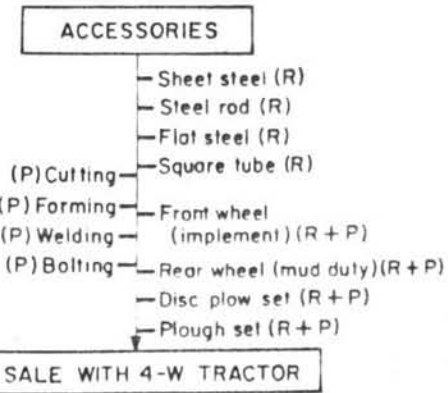 ACCESSORIES
Sheet steel (R)
Steel rod (R)
Flat steel (R)
Square tube (R)
(P) Cutting
(P) Forming
Front wheel
(implement) (R + P)
(P) Welding
(P) Bolting
Rear wheel (mud duty) (R + P)
Disc plow set (R + P)
Plough set (R + P)
SALE WITH 4-W TRACTOR